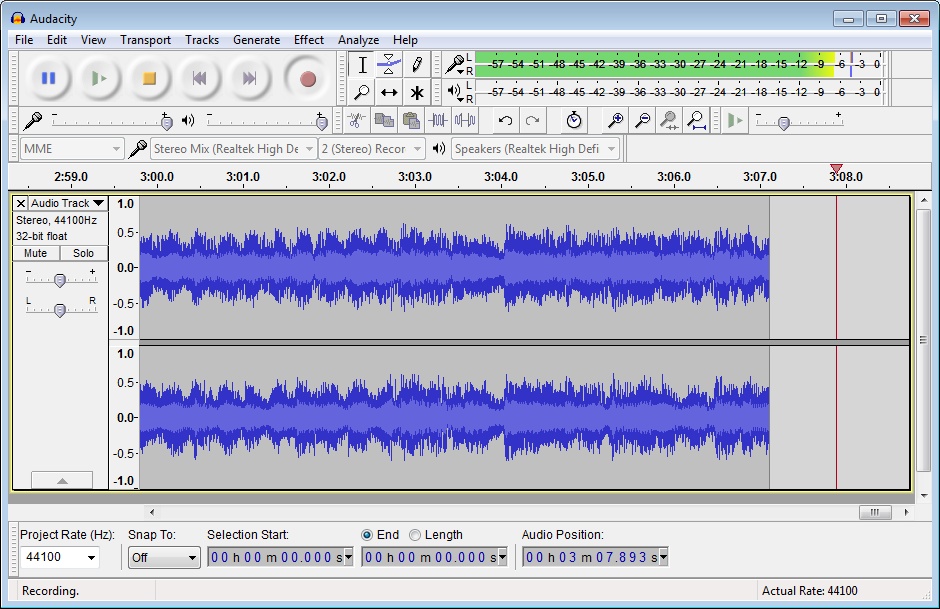 Audacity
File Edit View Transport Tracks Generate Effect Analyze Help
L
R
-57 -54 -51 -48 -45 -42 -39 -36 -33 -30 -27 -24 -21 -18 -15 -12 -9 -6 -3 0
L
R
-57 -54 -51 -48 -45 -42 -39 -36 -33 -30 -27 -24 -21 -18 -15 -12 -9 -6 -3 0
- + - + - +
MME Stereo Mix (Realtek High De 2 (Stereo) Recor Speakers (Realtek High Defi
2:59.0 3:00.0 3:01.0 3:02.0 3:03.0 3:04.0 3:05.0 3:06.0 3:07.0 3:08.0
Audio Track
Stereo, 44100Hz
32-bit float
Mute Solo
- +
L R
1.0
0.5
0.0
-0.5
-1.0
1.0
0.5
0.0
-0.5
-1.0
Project Rate (Hz): Snap To: Selection Start: End Length Audio Position:
44100 Off 00 h 00 m 00.000 s 00 h 00 m 00.000 s 00 h 03 m 07.893 s
Recording. Actual Rate: 44100